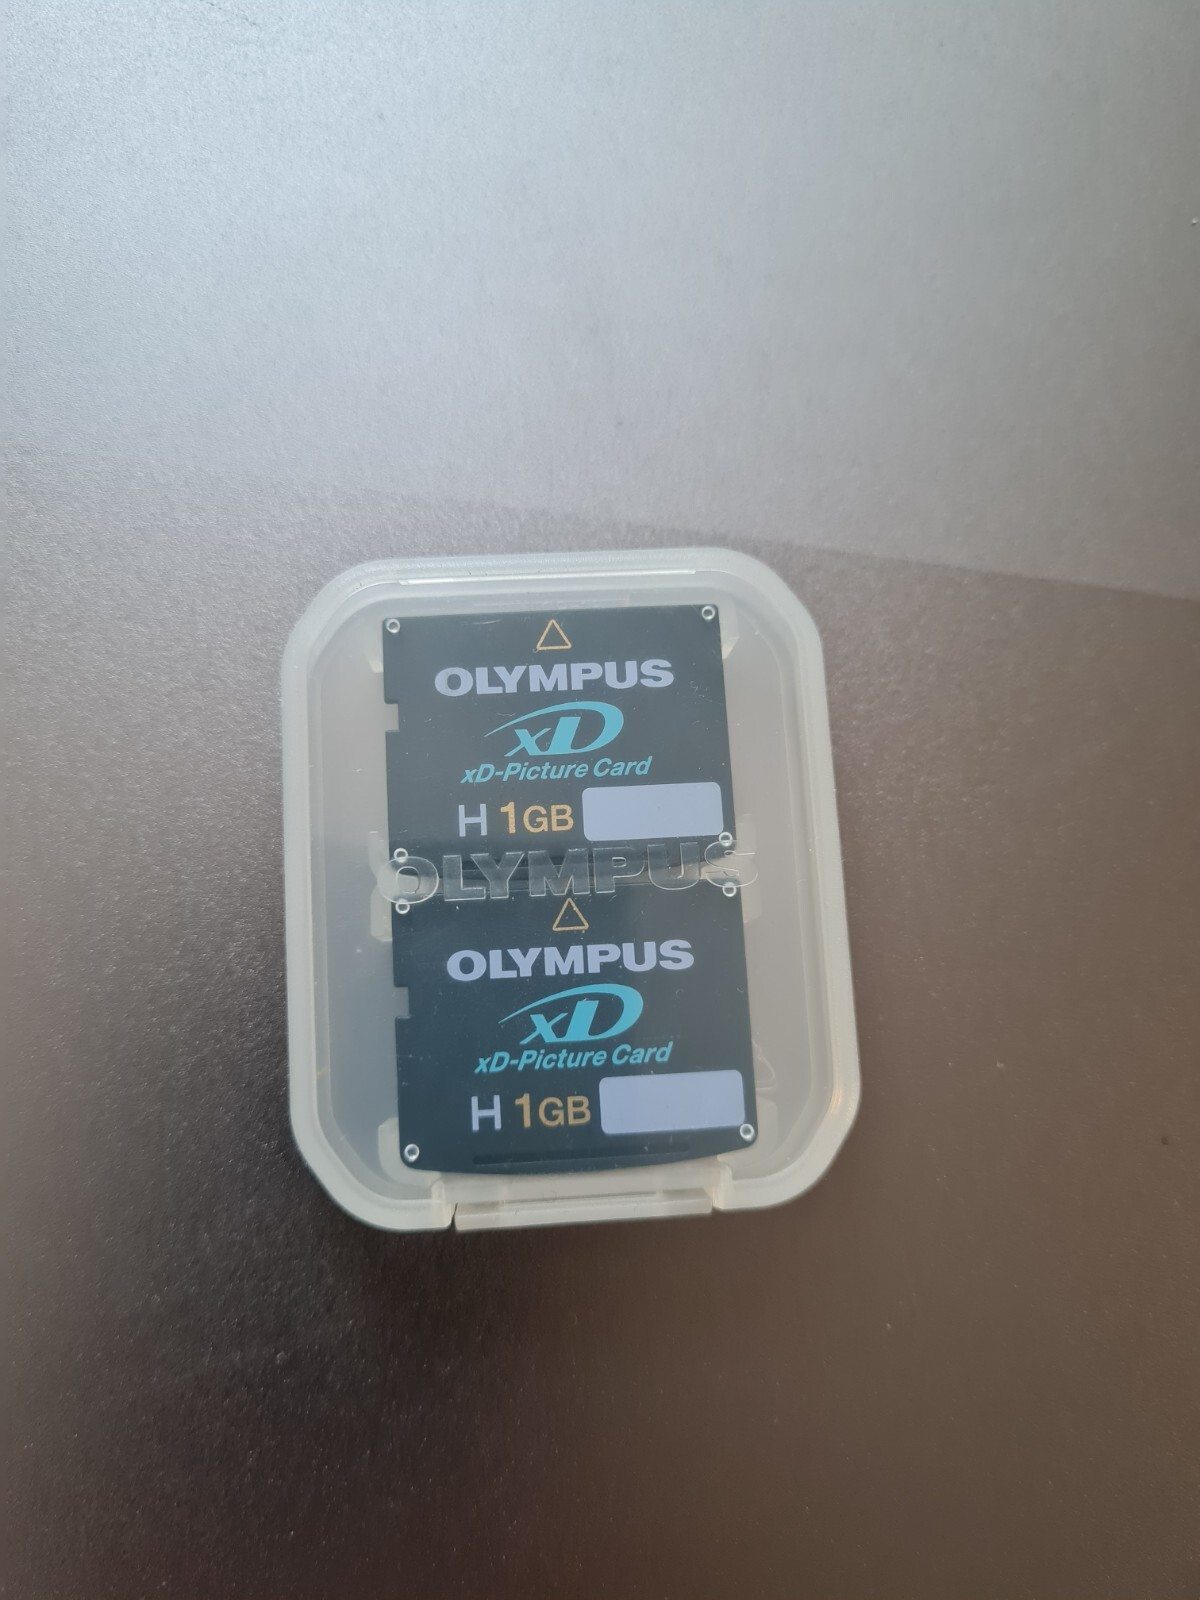 OLYMPUS
xD
xD-Picture Card
H 1GB
OLYMPUS
OLYMPUS
xD
xD-Picture Card
H 1GB